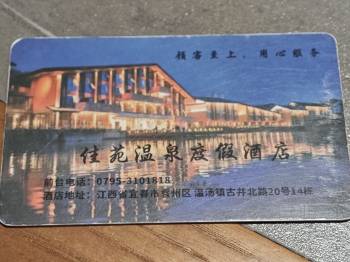 顾客至上，用心服务
佳苑温泉度假酒店
前台电话：0795-3101818
酒店地址：江西省宜春市袁州区 温汤镇古井北路20号14栋